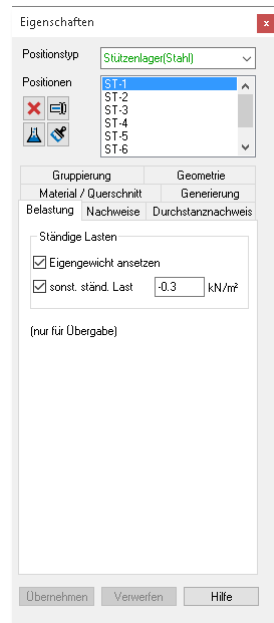 Eigenschaften
x
Positionstyp
Stützenlager(Stahl)
Positionen
ST-1
ST-2
ST-3
ST-4
ST-5
ST-6
Gruppierung Geometrie
Material / Querschnitt Generierung
Belastung Nachweise Durchstanznachweis
Ständige Lasten
Eigengewicht ansetzen
sonst. ständ. Last -0.3 kN/m²
(nur für Übergabe)
Übernehmen Verwerfen Hilfe